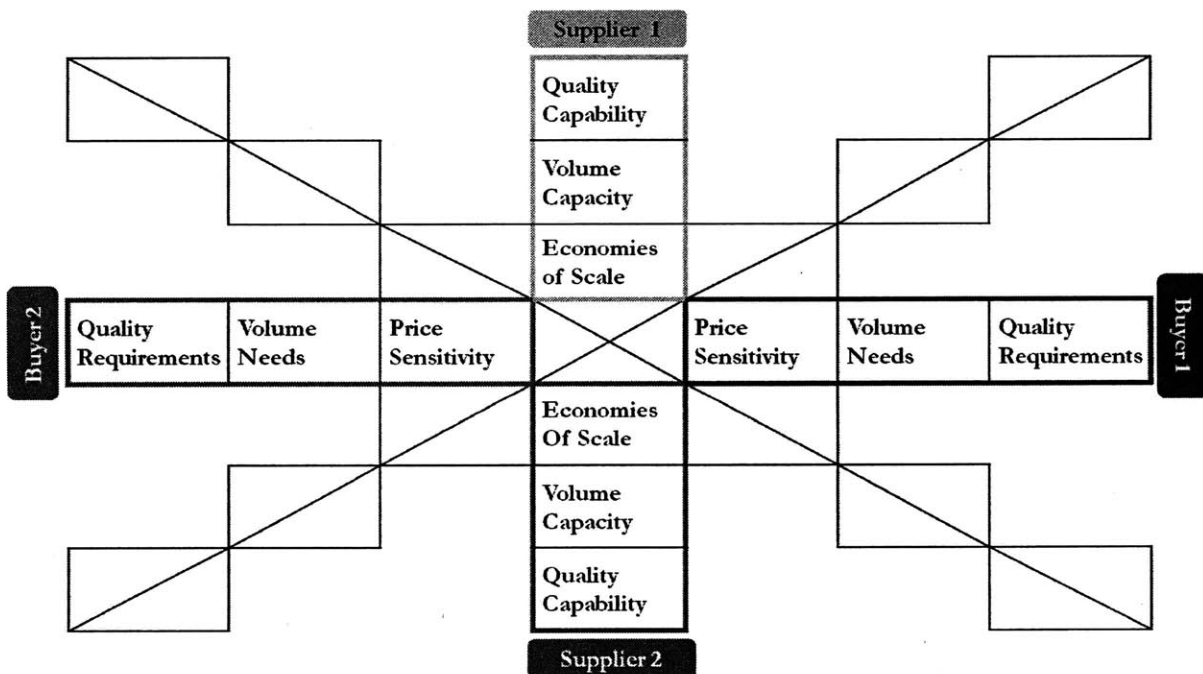 Supplier 1
Quality
Capability
Volume
Capacity
Economies
of Scale
Buyer 2
Quality
Requirements
Volume
Needs
Price
Sensitivity
Price
Sensitivity
Volume
Needs
Quality
Requirements
Buyer 1
Economies
Of Scale
Volume
Capacity
Quality
Capability
Supplier 2